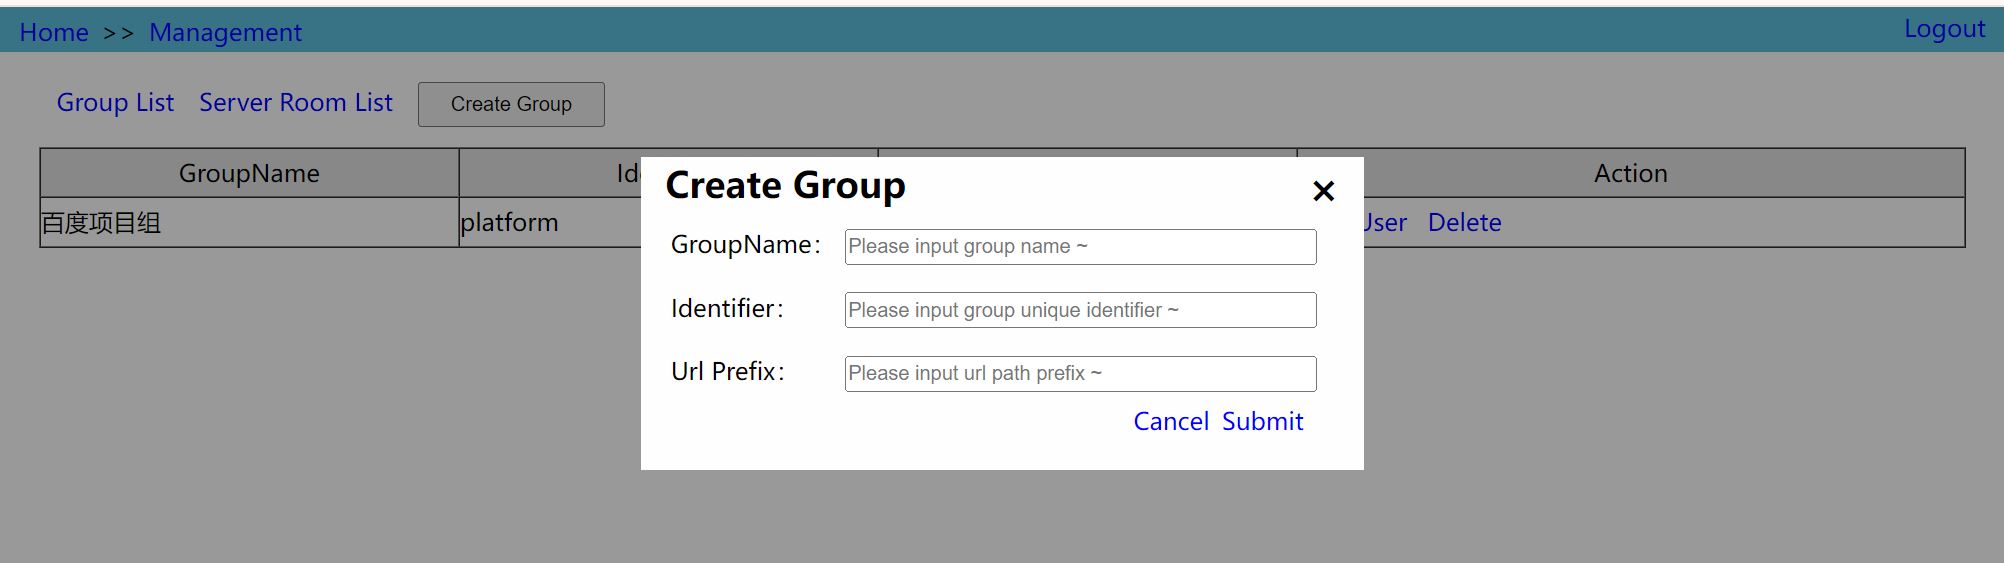 Home >> Management
Logout
Group List Server Room List Create Group
GroupName Action
百度项目组 platform User Delete
Create Group ×
GroupName: Please input group name ~
Identifier: Please input group unique identifier ~
Url Prefix: Please input url path prefix ~
Cancel Submit